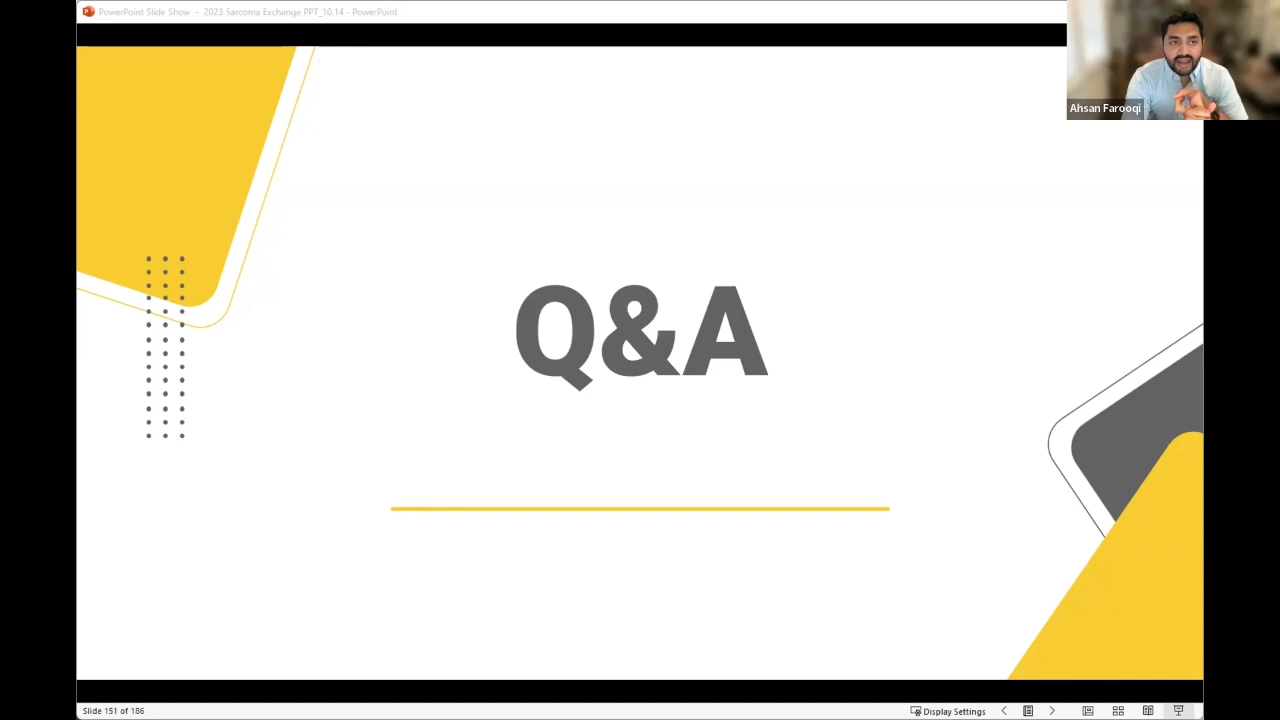 PowerPoint Slide Show - 2023 Sarcoma Exchange PPT_10.14 - PowerPoint
Ahsan Farooqi
Q&A
Slide 151 of 186
Display Settings